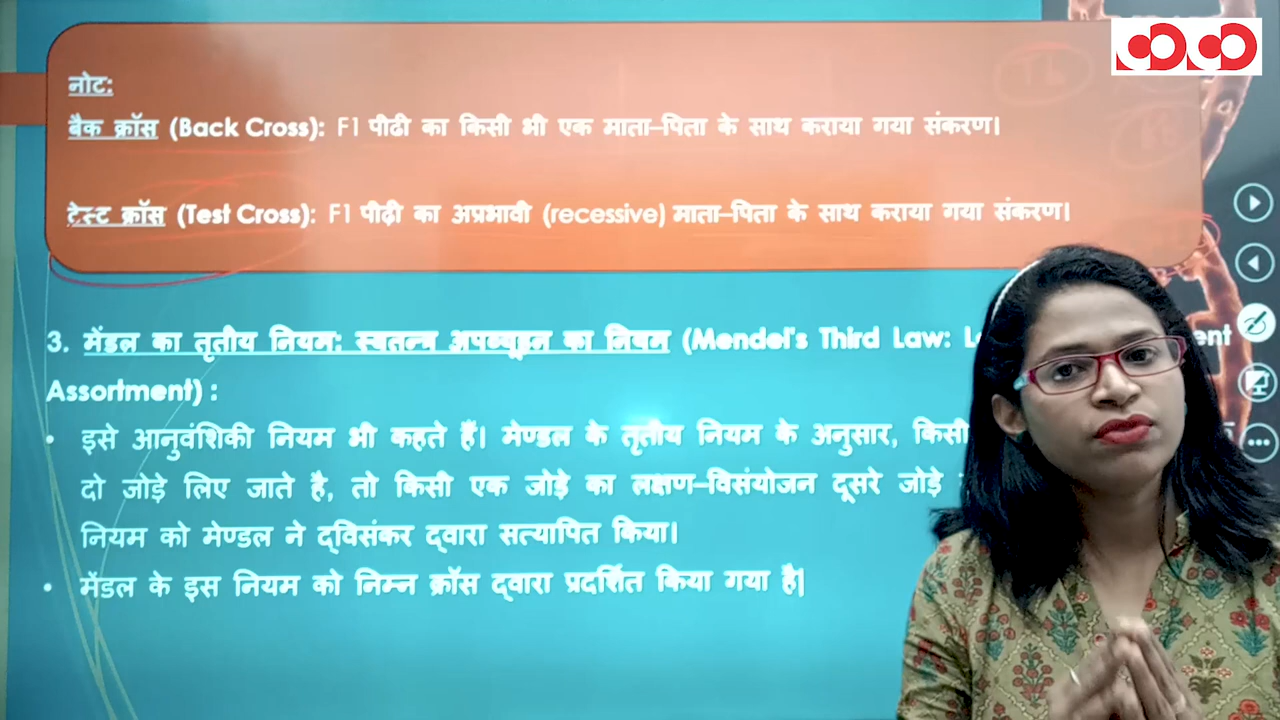 नोट:
बैक क्रॉस (Back Cross): F1 पीढी का किसी भी एक माता–पिता के साथ कराया गया संकरण।
टेस्ट क्रॉस (Test Cross): F1 पीढ़ी का अप्रभावी (recessive) माता–पिता के साथ कराया गया संकरण।
3. मेंडल का तृतीय नियम: स्वतन्त्र अपव्यूहन का नियम (Mendel's Third Law:
Assortment) :
• इसे आनुवंशिकी नियम भी कहते हैं। मेण्डल के तृतीय नियम के अनुसार, किसी
दो जोड़े लिए जाते है, तो किसी एक जोड़े का लक्षण–विसंयोजन दूसरे जोड़े
नियम को मेण्डल ने द्विसंकर द्वारा सत्यापित किया।
• मेंडल के इस नियम को निम्न क्रॉस द्वारा प्रदर्शित किया गया है|